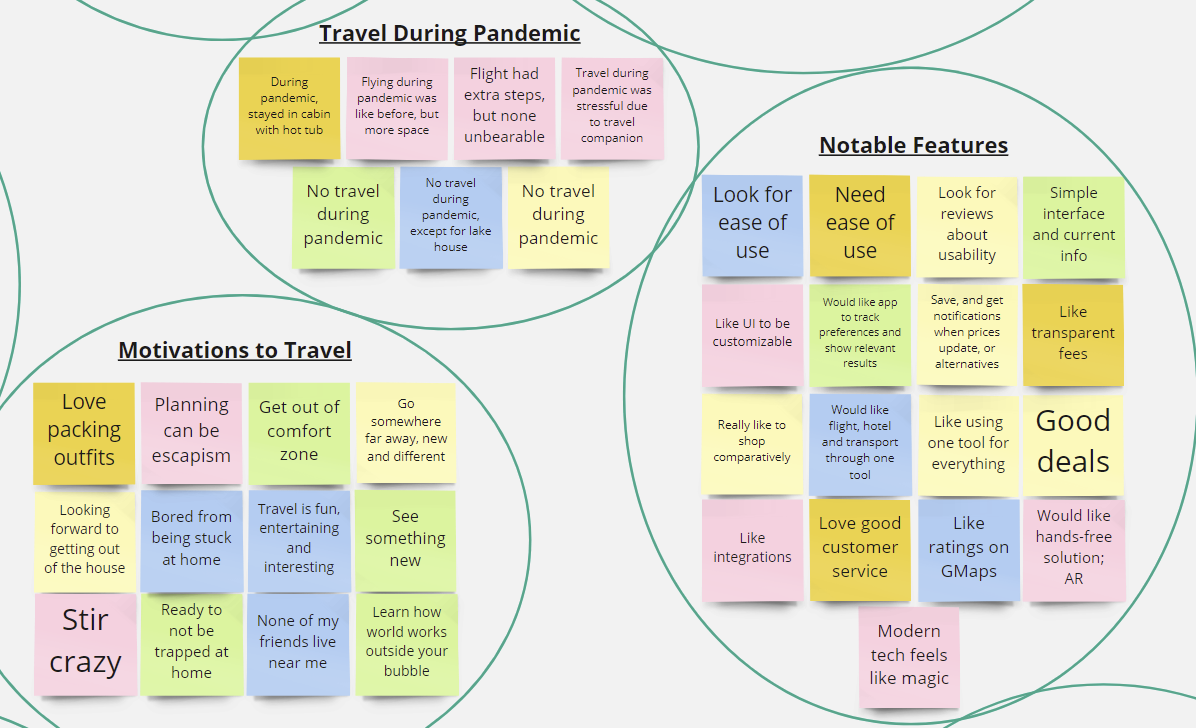 Travel During Pandemic
During
pandemic,
stayed in cabin
with hot tub
Flying during
pandemic was
like before, but
more space
Flight had
extra steps,
but none
unbearable
Travel during
pandemic was
stressful due
to travel
companion
No travel
during
pandemic
No travel
during
pandemic,
except for lake
house
No travel
during
pandemic
Motivations to Travel
Love
packing
outfits
Planning
can be
escapism
Get out of
comfort
zone
Go
somewhere
far away, new
and different
Looking
forward to
getting out
of the house
Bored from
being stuck
at home
Travel is fun,
entertaining
and
interesting
See
something
new
Stir
crazy
Ready to
not be
trapped at
home
None of my
friends live
near me
Learn how
world works
outside your
bubble
Notable Features
Look for
ease of
use
Need
ease of
use
Look for
reviews
about
usability
Simple
interface
and current
info
Like UI to be
customizable
Would like app
to track
preferences and
show relevant
results
Save, and get
notifications
when prices
update, or
alternatives
Like
transparent
fees
Really like to
shop
comparatively
Would like
flight, hotel
and transport
through one
tool
Like using
one tool for
everything
Good
deals
Like
integrations
Love good
customer
service
Like
ratings on
GMaps
Would like
hands-free
solution;
AR
Modern
tech feels
like magic